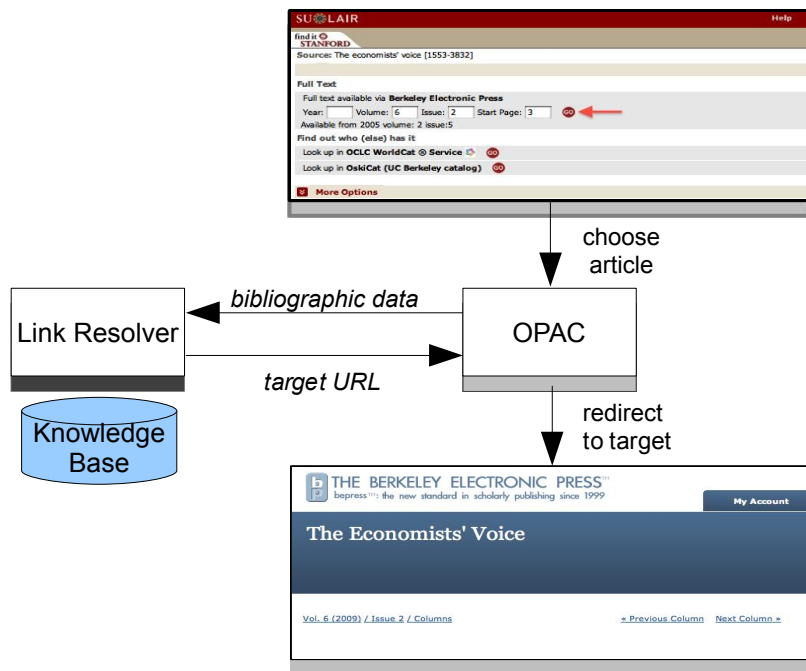 SU LAIR
Help
find it
STANFORD
Source: The economists' voice [1553-3832]
Full Text
Full text available via Berkeley Electronic Press
Year: Volume: 6 Issue: 2 Start Page: 3 GO
Available from 2005 volume: 2 issue:5
Find out who (else) has it
Look up in OCLC WorldCat ® Service GO
Look up in OskiCat (UC Berkeley catalog) GO
More Options
choose
article
bibliographic data
Link Resolver
OPAC
target URL
redirect
to target
Knowledge
Base
b
p
THE BERKELEY ELECTRONIC PRESS™
bepress™: the new standard in scholarly publishing since 1999
My Account
The Economists' Voice
Vol. 6 (2009) / Issue 2 / Columns
« Previous Column Next Column »